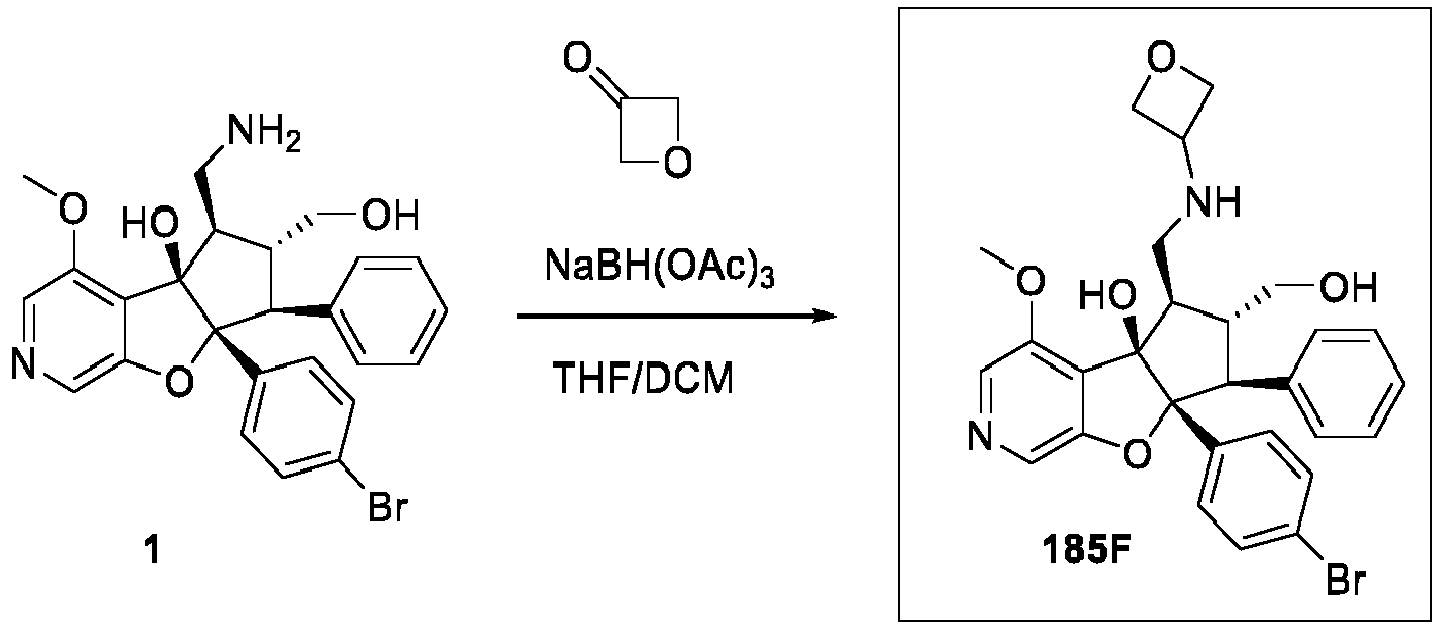 O
O
NH₂
O
HO
OH
N
O
Br
1
O
NaBH(OAc)₃
THF/DCM
O
NH
O
HO
OH
N
O
Br
185F